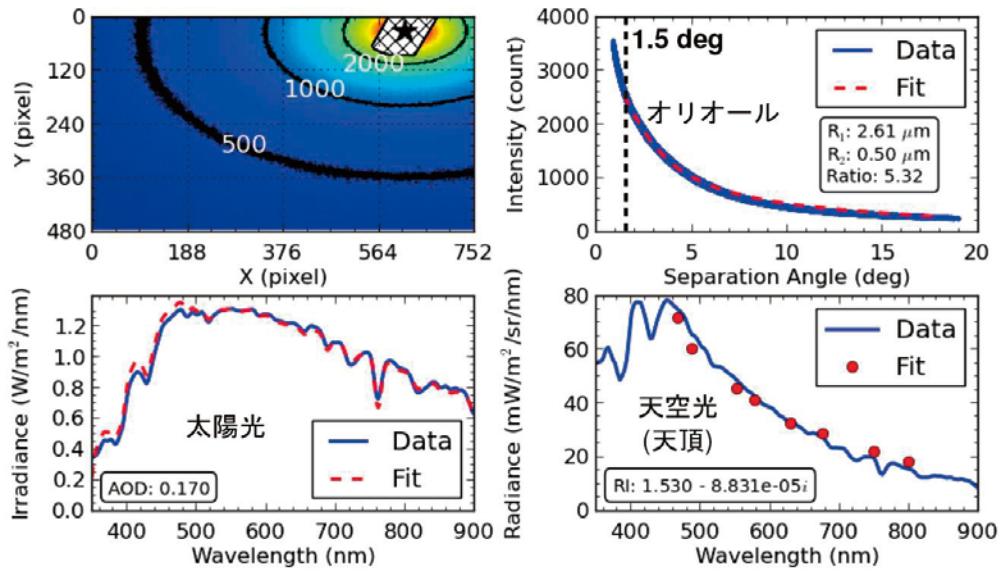 0
120
240
360
480
Y (pixel)
0
188
376
564
752
X (pixel)
2000
1000
500
4000
3000
2000
1000
0
Intensity (count)
0
5
10
15
20
Separation Angle (deg)
1.5 deg
オリオール
Data
Fit
R₁: 2.61 μm
R₂: 0.50 μm
Ratio: 5.32
1.2
1.0
0.8
0.6
0.4
0.2
0.0
Irradiance (W/m²/nm)
400
500
600
700
800
900
Wavelength (nm)
太陽光
Data
Fit
AOD: 0.170
80
60
40
20
0
Radiance (mW/m²/sr/nm)
400
500
600
700
800
900
Wavelength (nm)
Data
Fit
天空光
(天頂)
RI: 1.530 - 8.831e-05i